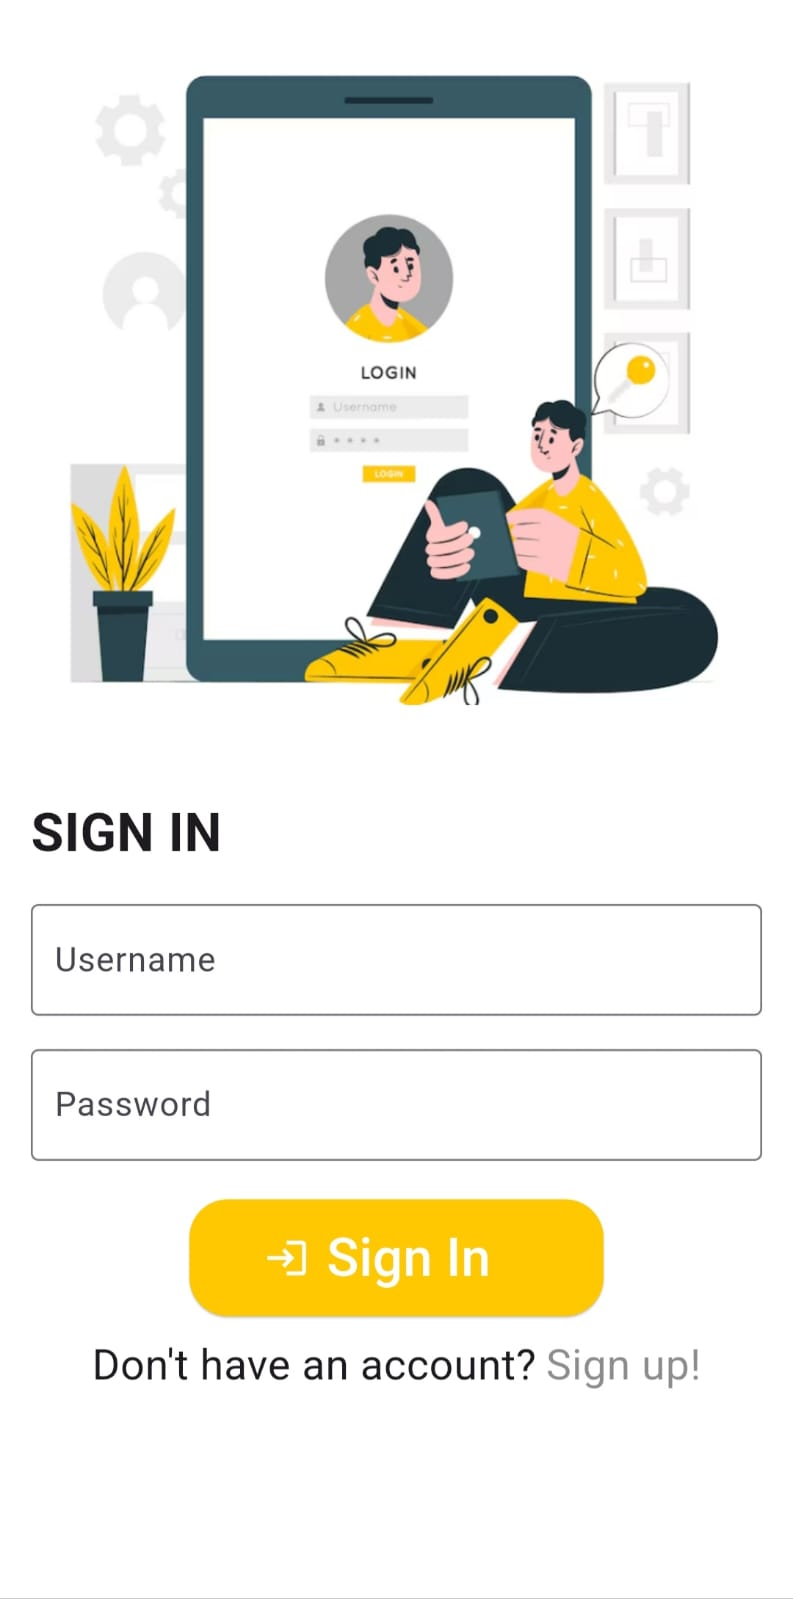 LOGIN
Username
LOGIN
SIGN IN
Username
Password
Sign In
Don't have an account? Sign up!